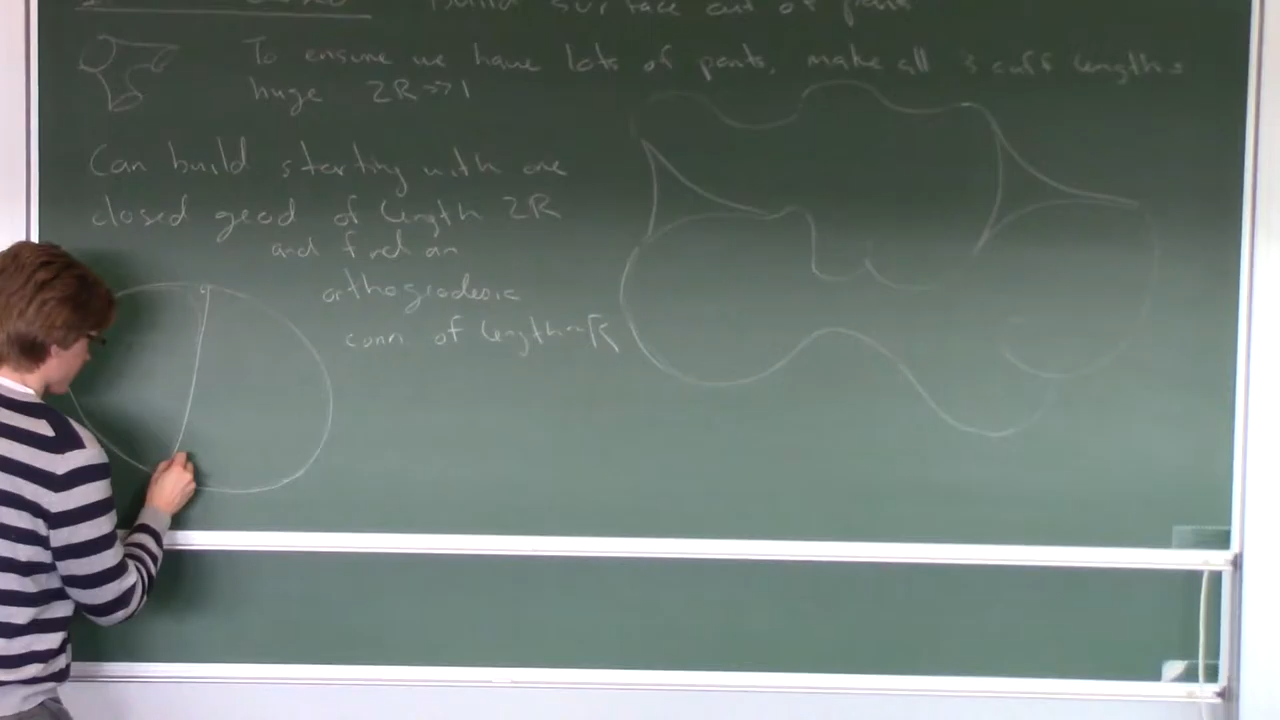 Build surface out of pants
To ensure we have lots of pants, make all 3 cuff lengths
huge 2R >> 1
Can build starting with one
closed geod of length 2R
and find an
orthogeodesic
conn of length ≈ R